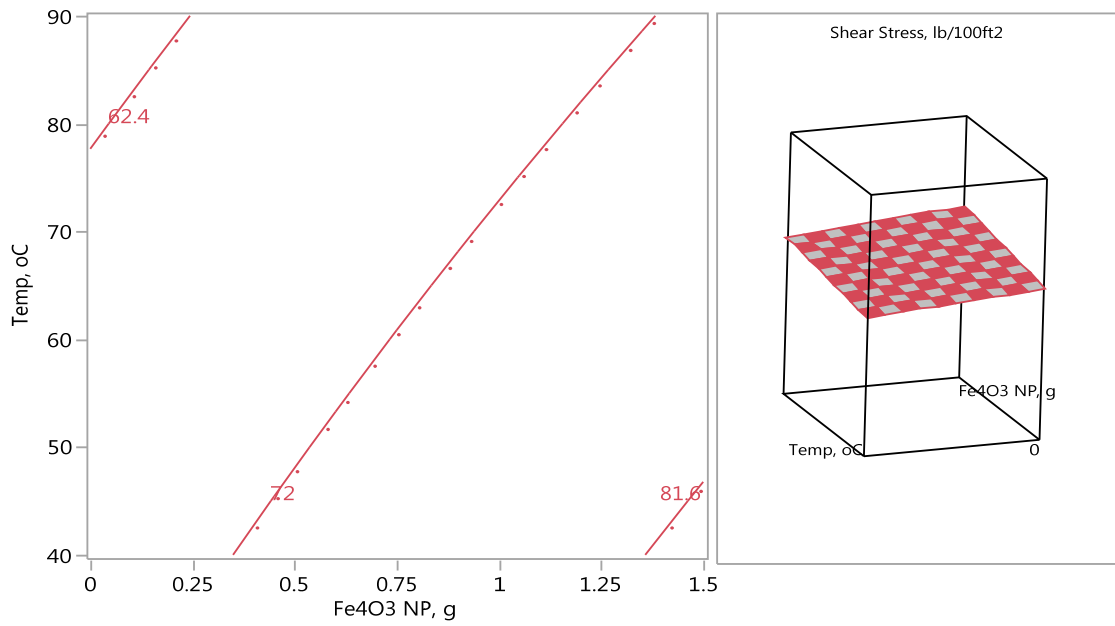 90
80
70
60
50
40
Temp, oC
62.4
72
81.6
0 0.25 0.5 0.75 1 1.25 1.5
Fe4O3 NP, g
Shear Stress, lb/100ft2
Fe4O3 NP, g
Temp, oC
0